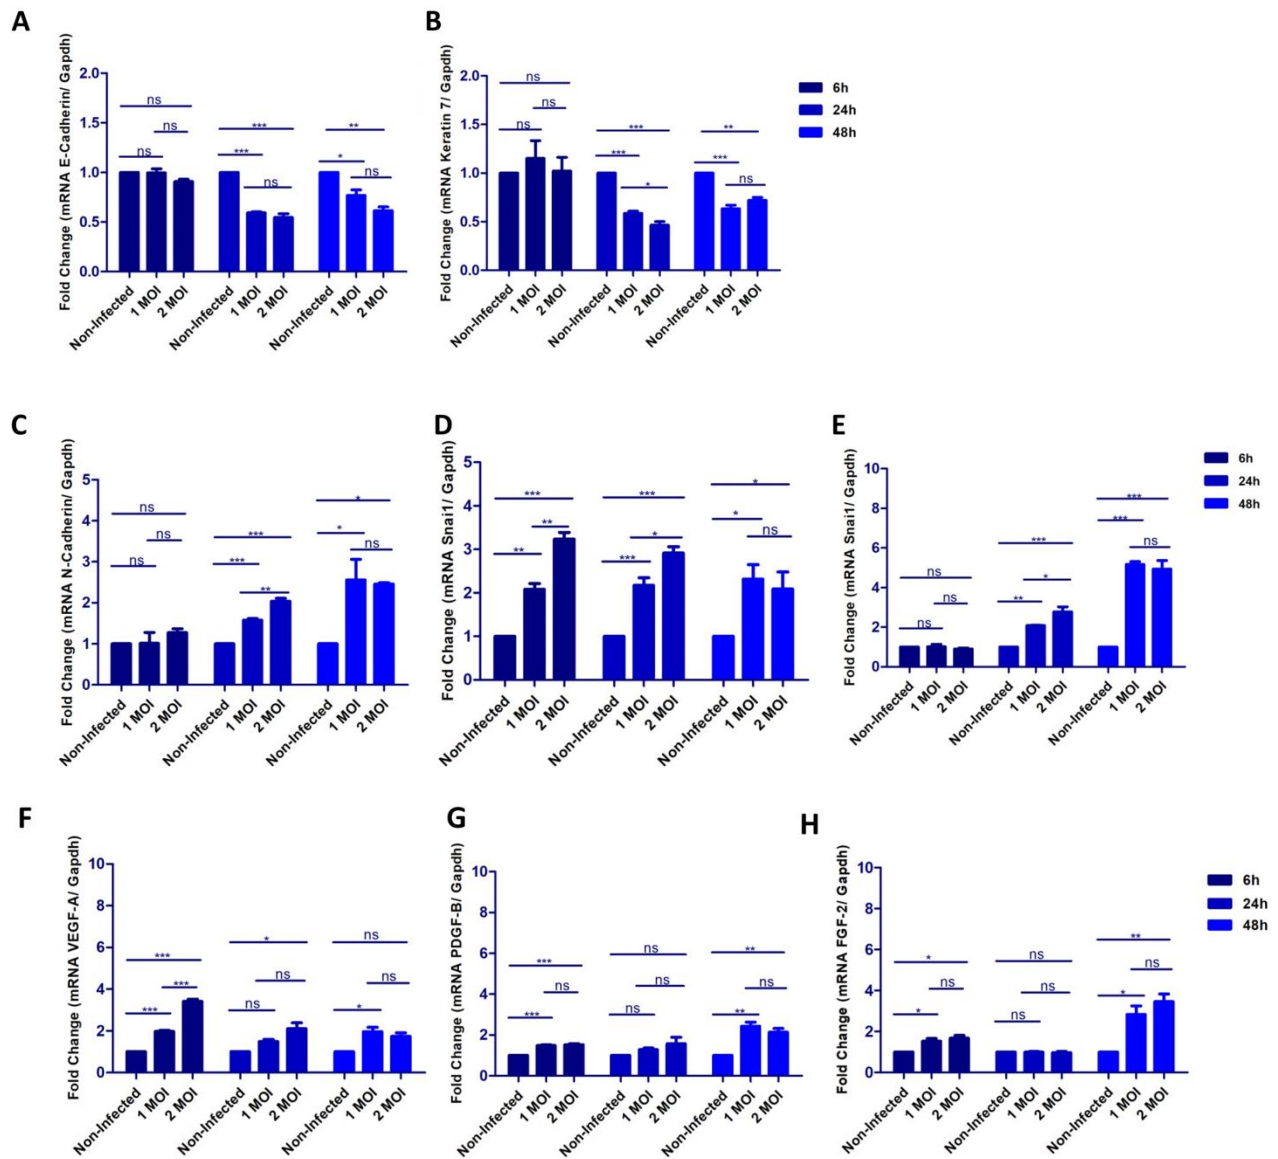 A
Fold Change (mRNA E-Cadherin/ Gapdh)
2.0
1.5
1.0
0.5
0.0
ns
ns
ns
***
***
ns
**
*
ns
Non-Infected
1 MOI
2 MOI
Non-Infected
1 MOI
2 MOI
Non-Infected
1 MOI
2 MOI
B
Fold Change (mRNA Keratin 7/ Gapdh)
2.0
1.5
1.0
0.5
0.0
ns
ns
ns
***
***
*
**
***
ns
Non-Infected
1 MOI
2 MOI
Non-Infected
1 MOI
2 MOI
Non-Infected
1 MOI
2 MOI
6h
24h
48h
C
Fold Change (mRNA N-Cadherin/ Gapdh)
5
4
3
2
1
0
ns
ns
ns
***
***
**
*
*
ns
Non-Infected
1 MOI
2 MOI
Non-Infected
1 MOI
2 MOI
Non-Infected
1 MOI
2 MOI
D
Fold Change (mRNA Snai1/ Gapdh)
5
4
3
2
1
0
***
**
**
***
*
***
*
*
ns
Non-Infected
1 MOI
2 MOI
Non-Infected
1 MOI
2 MOI
Non-Infected
1 MOI
2 MOI
E
Fold Change (mRNA Snai1/ Gapdh)
10
8
6
4
2
0
ns
ns
ns
***
*
**
***
***
ns
Non-Infected
1 MOI
2 MOI
Non-Infected
1 MOI
2 MOI
Non-Infected
1 MOI
2 MOI
6h
24h
48h
F
Fold Change (mRNA VEGF-A/ Gapdh)
10
8
6
4
2
0
***
***
***
*
ns
ns
ns
ns
*
Non-Infected
1 MOI
2 MOI
Non-Infected
1 MOI
2 MOI
Non-Infected
1 MOI
2 MOI
G
Fold Change (mRNA PDGF-B/ Gapdh)
10
8
6
4
2
0
***
ns
***
ns
ns
ns
**
ns
**
Non-Infected
1 MOI
2 MOI
Non-Infected
1 MOI
2 MOI
Non-Infected
1 MOI
2 MOI
H
Fold Change (mRNA FGF-2/ Gapdh)
10
8
6
4
2
0
*
ns
*
ns
ns
ns
**
ns
*
Non-Infected
1 MOI
2 MOI
Non-Infected
1 MOI
2 MOI
Non-Infected
1 MOI
2 MOI
6h
24h
48h